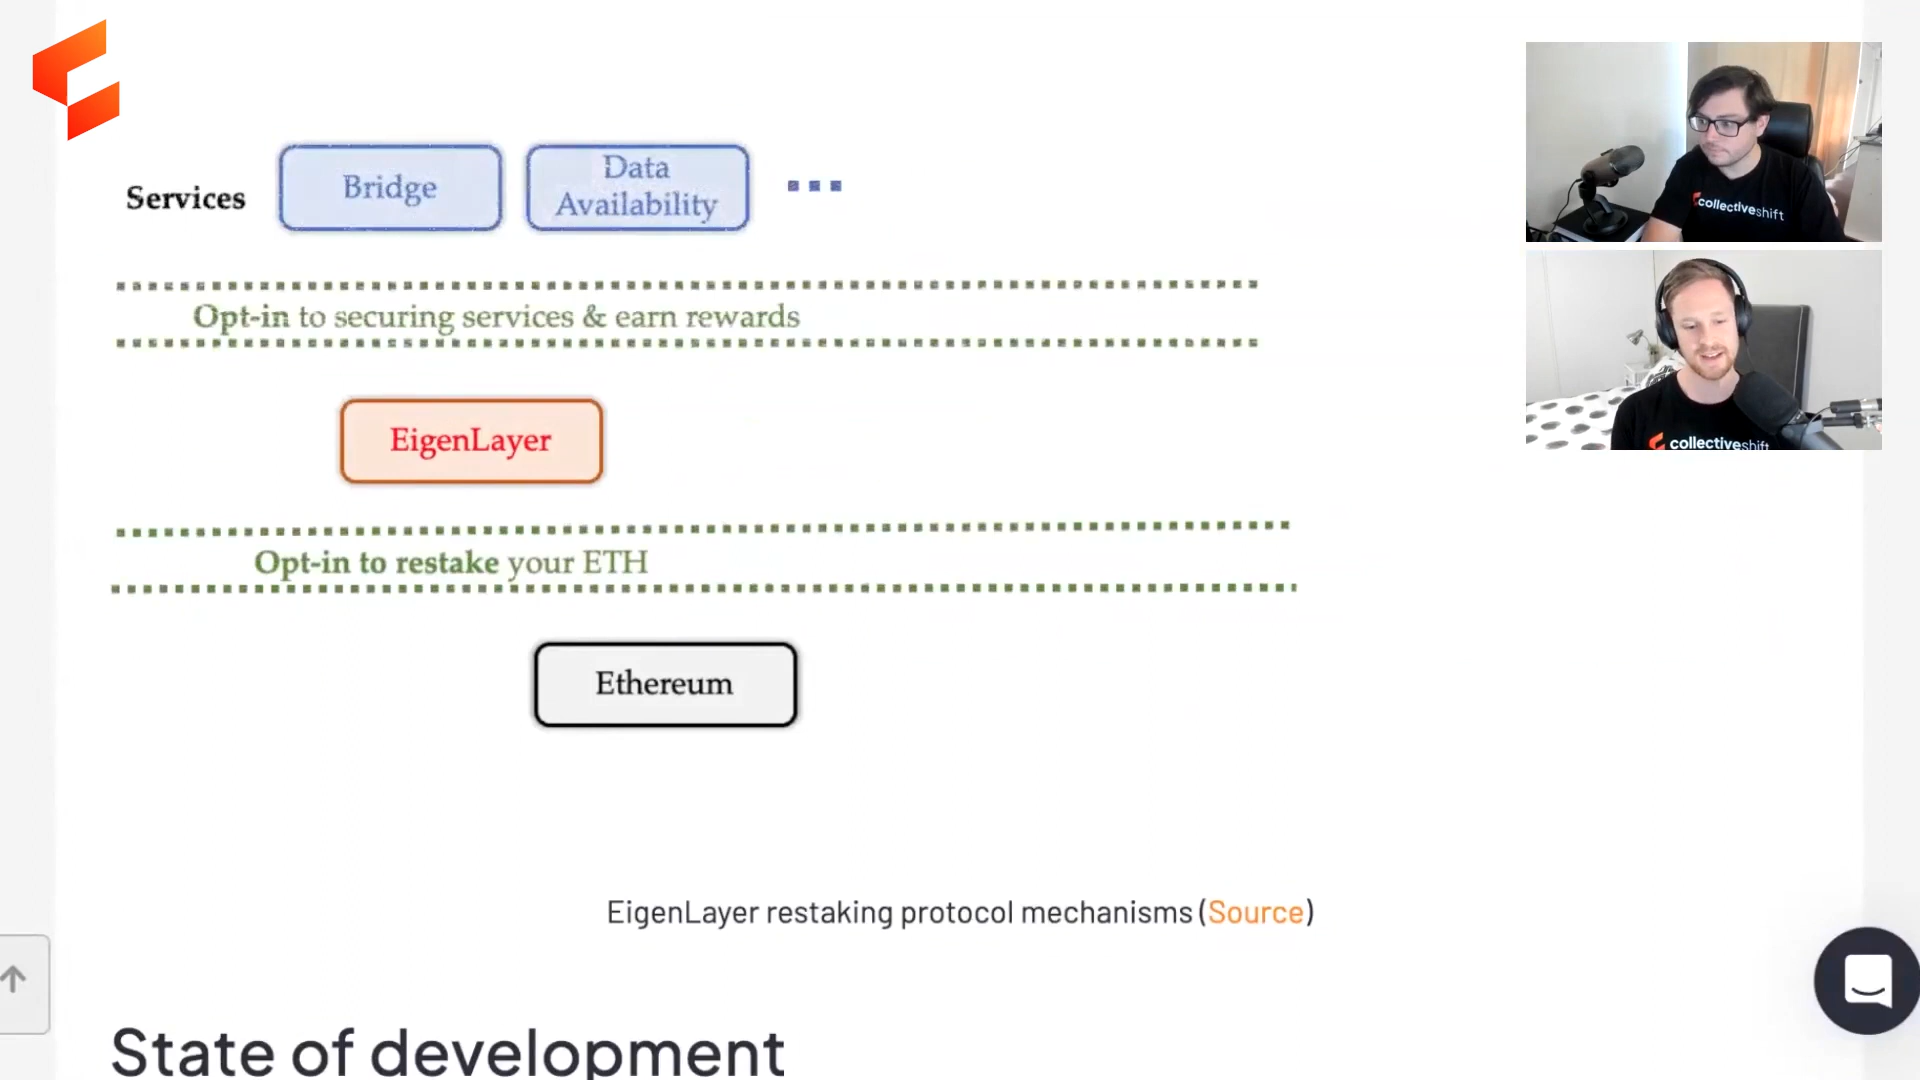 Services
Bridge
Data
Availability
Opt-in to securing services & earn rewards
EigenLayer
Opt-in to restake your ETH
Ethereum
EigenLayer restaking protocol mechanisms (Source)
State of development
collectiveshift
collectiveshift